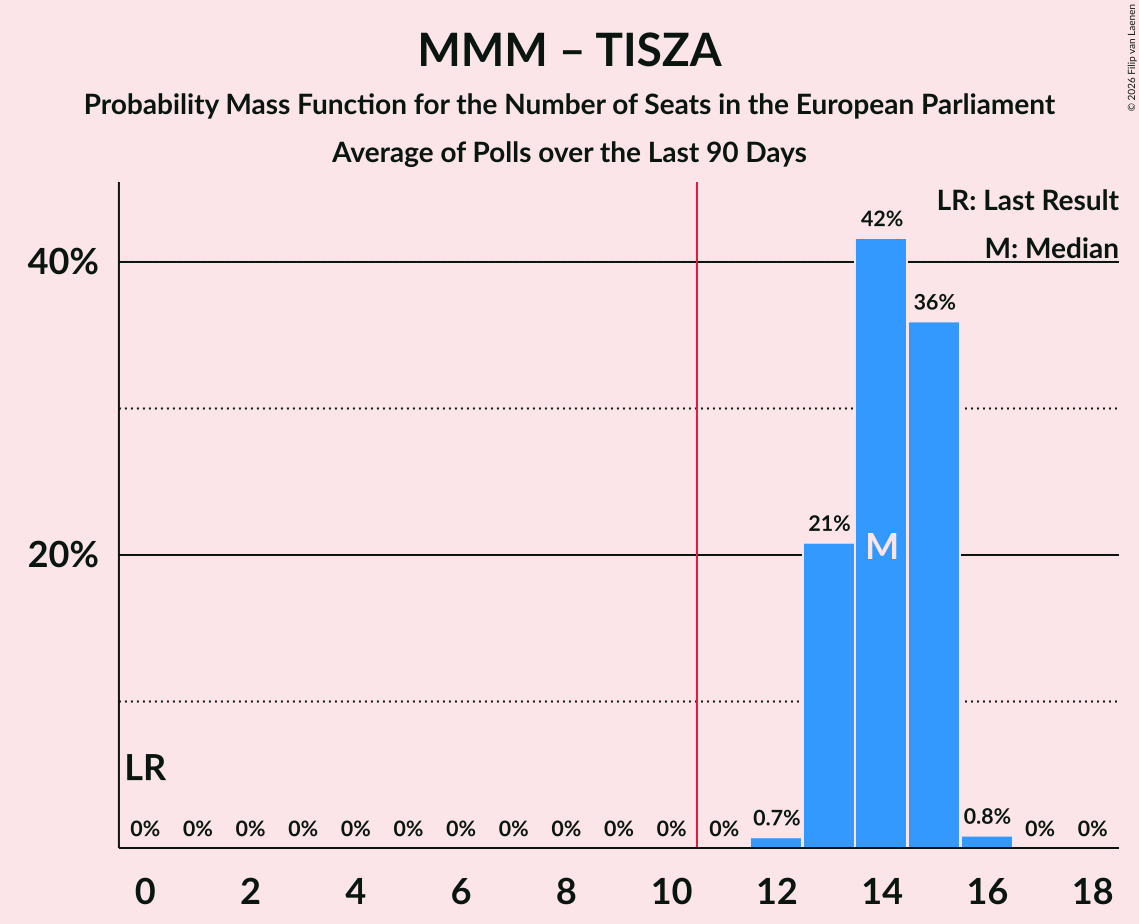 MMM – TISZA
Probability Mass Function for the Number of Seats in the European Parliament
Average of Polls over the Last 90 Days
© 2026 Filip van Laenen
LR: Last Result
M: Median
40%
20%
42%
36%
21%
M
LR
0% 0% 0% 0% 0% 0% 0% 0% 0% 0% 0% 0% 0.7% 0.8% 0% 0%
0 2 4 6 8 10 12 14 16 18